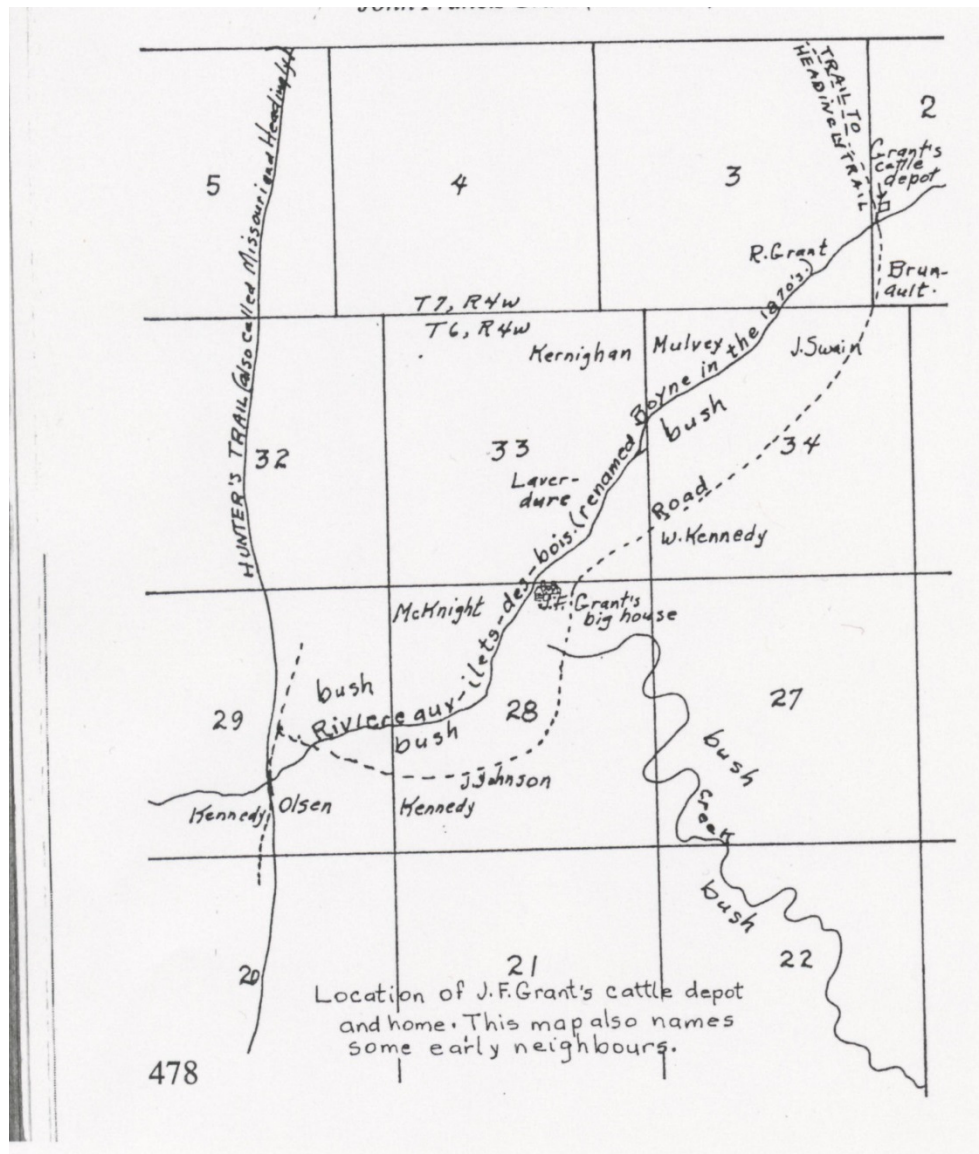 John Francis
5
4
3
2
HUNTER'S TRAIL (also called Missouri and Headingly)
TRAIL TO
HEADINGLY TRAIL
Grant's
cattle
depot
R. Grant
Brun-
ault.
T7, R4W
T6, R4W
Kernighan
Mulvey
J. Swain
32
33
34
Laver-
dure
bush
Road
W. Kennedy
Riviere aux-ilets-des-bois. (renamed Boyne in the 1870's.
McKnight
J.F. Grant's
big house
29
bush
28
27
bush
bush
J Johnson
Kennedy
Olsen
Kennedy
Creek
bush
20
21
22
Location of J.F. Grant's cattle depot
and home. This map also names
some early neighbours.
478